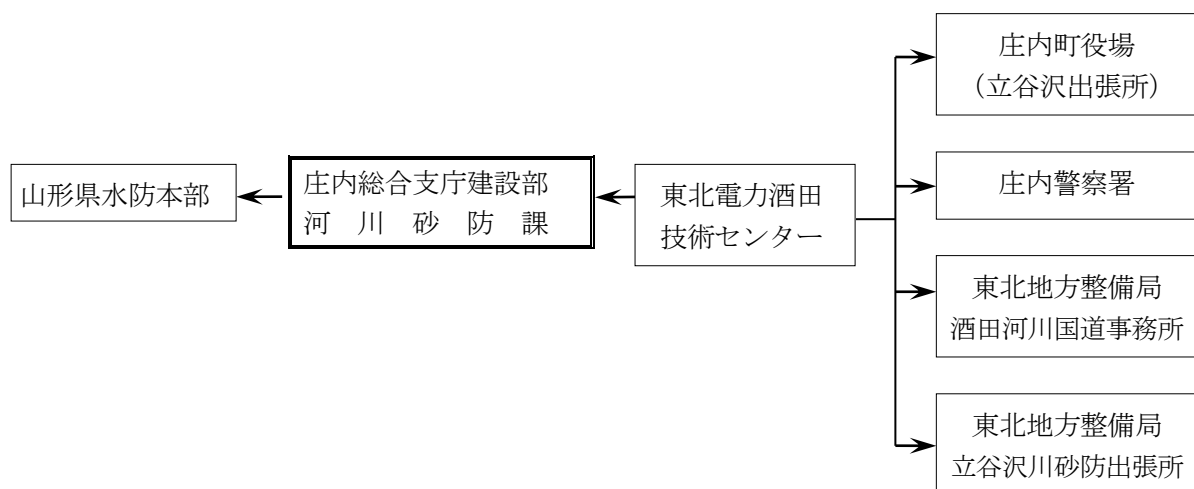 山形県水防本部
庄内総合支庁建設部
河川砂防課
東北電力酒田
技術センター
庄内町役場
（立谷沢出張所）
庄内警察署
東北地方整備局
酒田河川国道事務所
東北地方整備局
立谷沢川砂防出張所